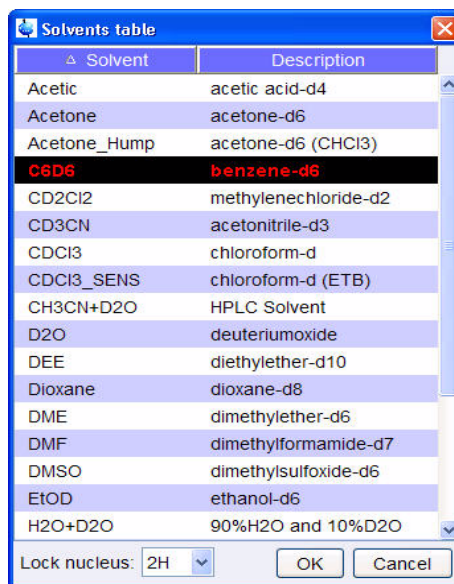 Solvents table
Solvent Description
Acetic acetic acid-d4
Acetone acetone-d6
Acetone_Hump acetone-d6 (CHCl3)
C6D6 benzene-d6
CD2Cl2 methylenechloride-d2
CD3CN acetonitrile-d3
CDCl3 chloroform-d
CDCl3_SENS chloroform-d (ETB)
CH3CN+D2O HPLC Solvent
D2O deuteriumoxide
DEE diethylether-d10
Dioxane dioxane-d8
DME dimethylether-d6
DMF dimethylformamide-d7
DMSO dimethylsulfoxide-d6
EtOD ethanol-d6
H2O+D2O 90%H2O and 10%D2O
Lock nucleus: 2H OK Cancel